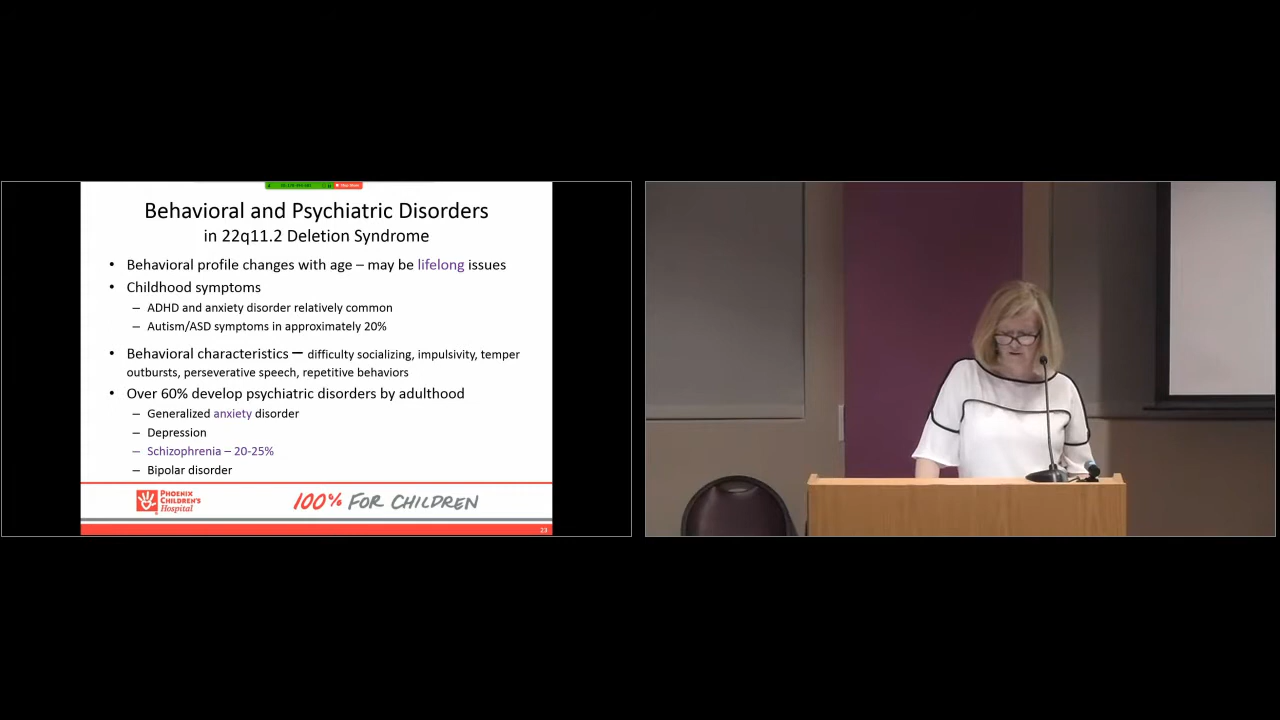 Behavioral and Psychiatric Disorders
in 22q11.2 Deletion Syndrome
• Behavioral profile changes with age – may be lifelong issues
• Childhood symptoms
– ADHD and anxiety disorder relatively common
– Autism/ASD symptoms in approximately 20%
• Behavioral characteristics – difficulty socializing, impulsivity, temper
outbursts, perseverative speech, repetitive behaviors
• Over 60% develop psychiatric disorders by adulthood
– Generalized anxiety disorder
– Depression
– Schizophrenia – 20-25%
– Bipolar disorder
PHOENIX
CHILDREN'S
Hospital
100% FOR CHILDREN
23